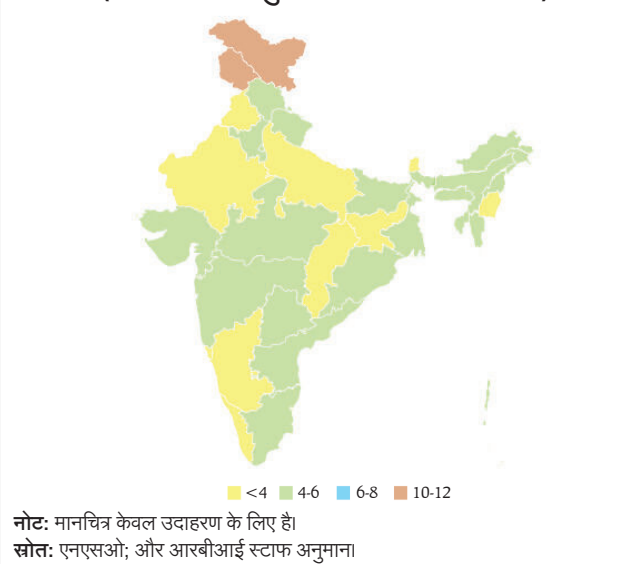 <4 4-6 6-8 10-12
नोट: मानचित्र केवल उदाहरण के लिए है।
स्रोत: एनएसओ; और आरबीआई स्टाफ अनुमान।